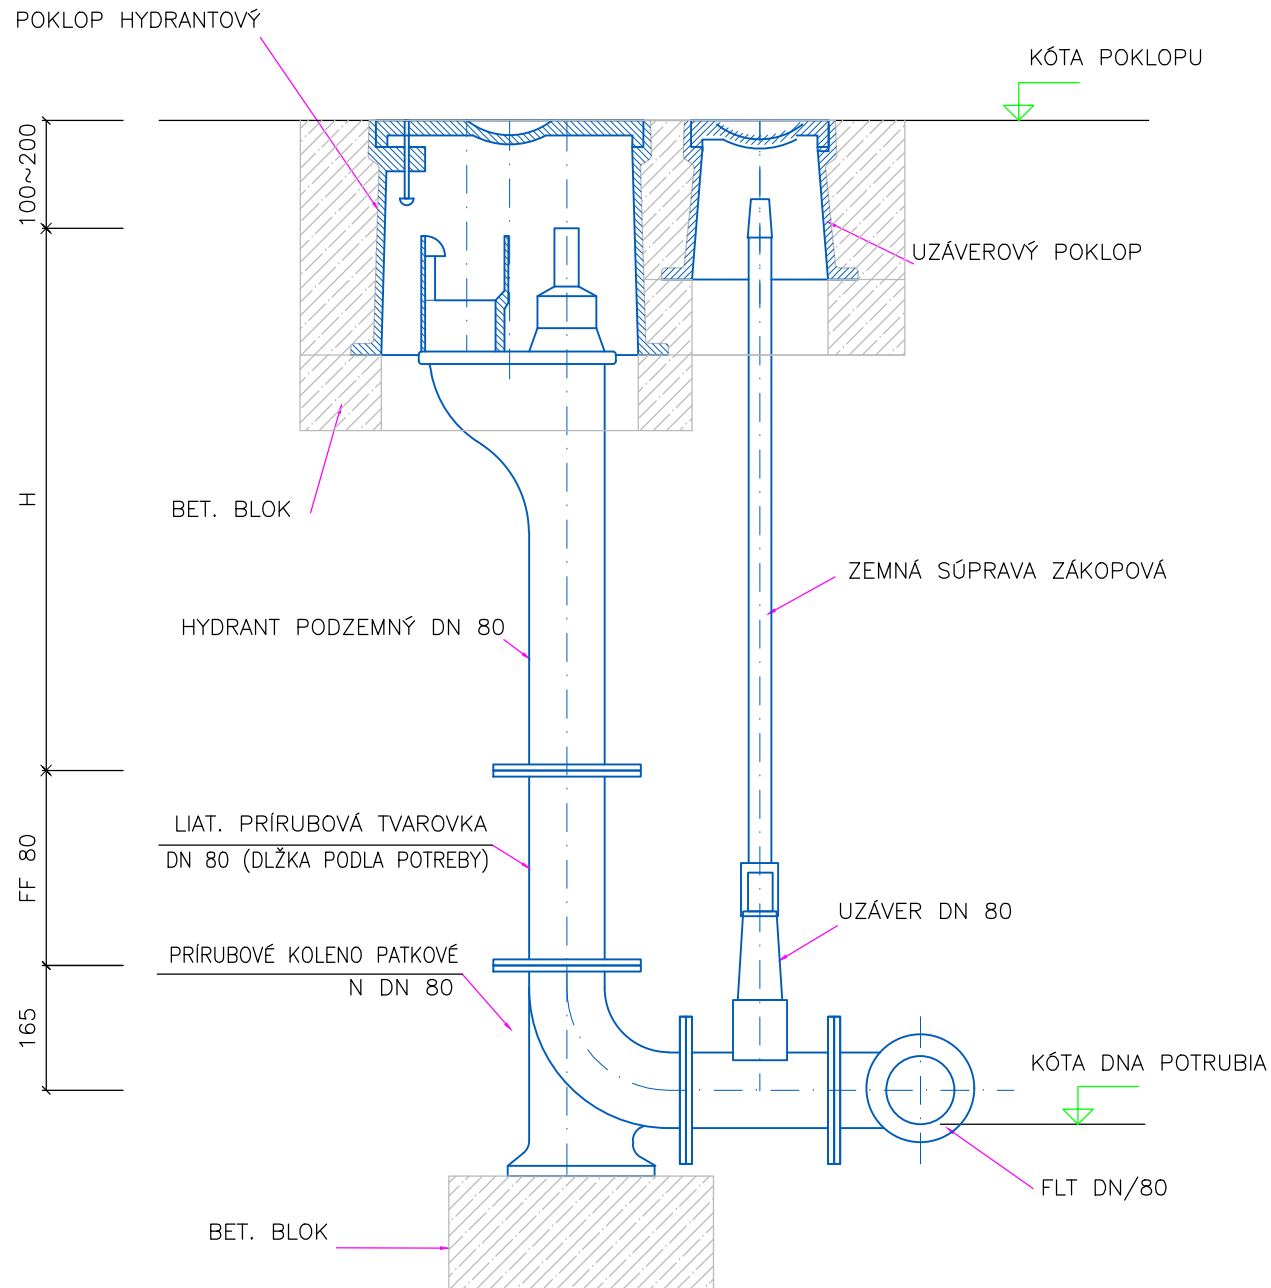 POKLOP HYDRANTOVÝ
KÓTA POKLOPU
100~200
UZÁVEROVÝ POKLOP
H
BET. BLOK
ZEMNÁ SÚPRAVA ZÁKOPOVÁ
HYDRANT PODZEMNÝ DN 80
LIAT. PRÍRUBOVÁ TVAROVKA
DN 80 (DLŽKA PODLA POTREBY)
FF 80
UZÁVER DN 80
PRÍRUBOVÉ KOLENO PATKOVÉ
N DN 80
165
KÓTA DNA POTRUBIA
FLT DN/80
BET. BLOK